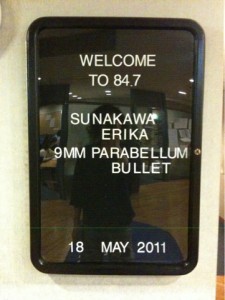 WELCOME
TO 84.7
SUNAKAWA
ERIKA
9MM PARABELLUM
BULLET
18 MAY 2011